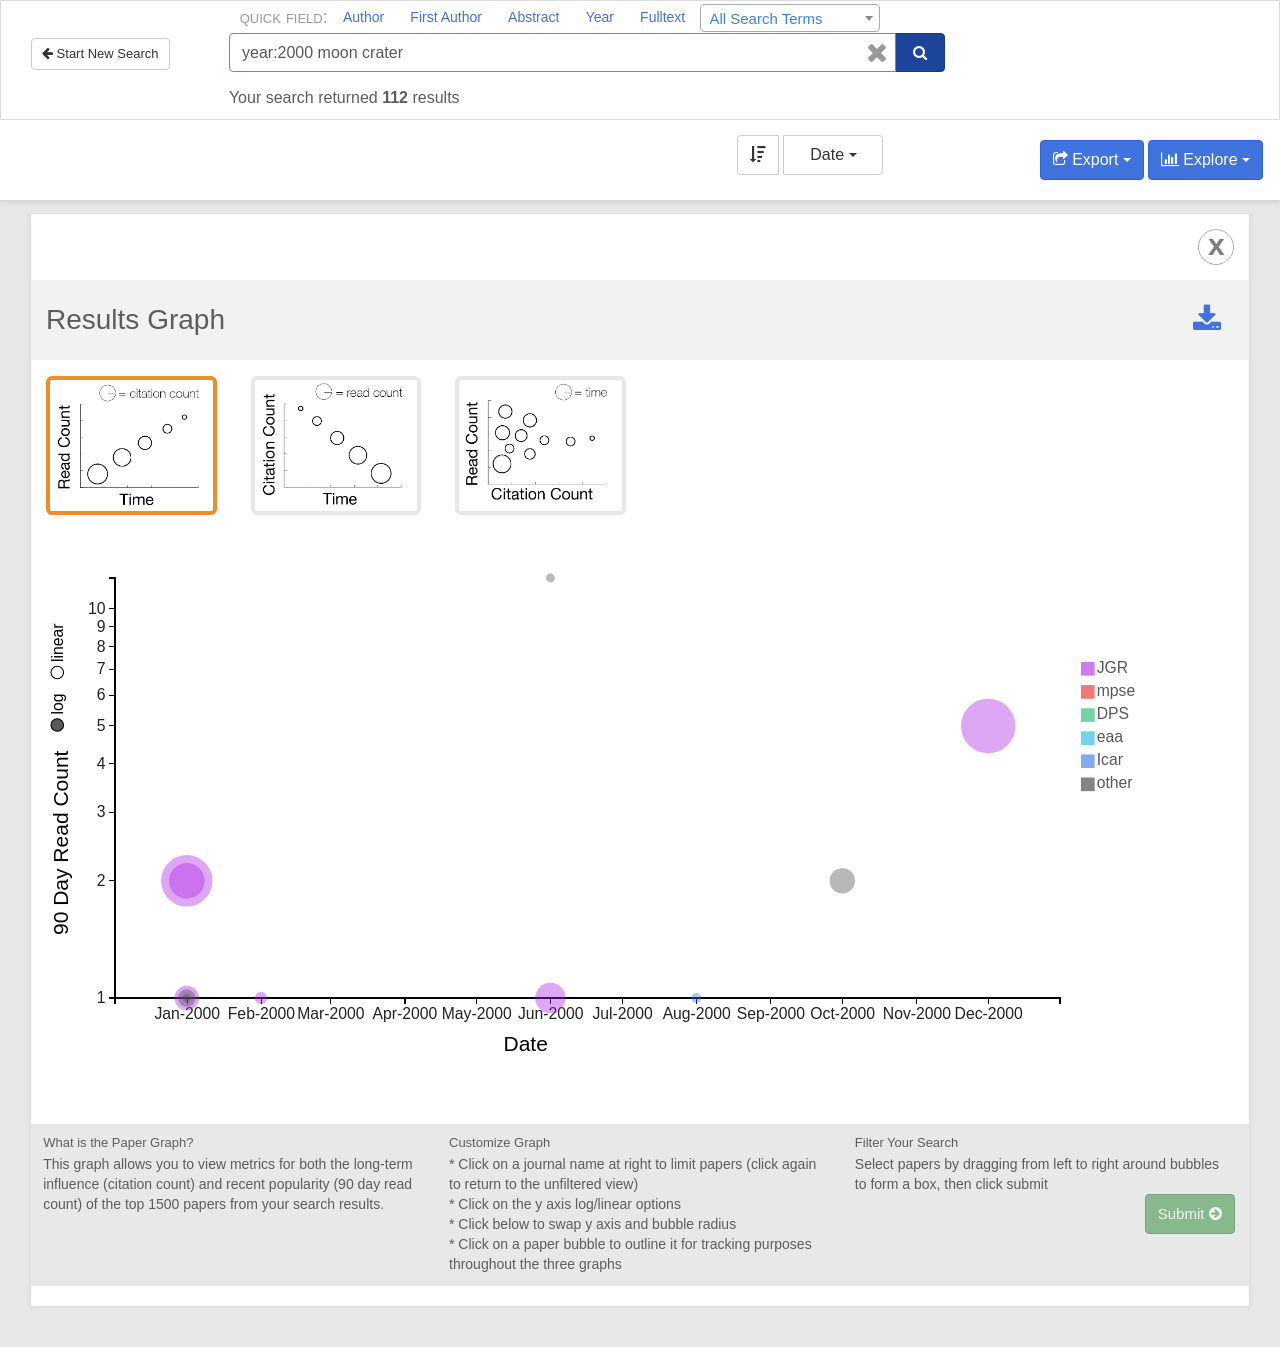 QUICK FIELD: Author First Author Abstract Year Fulltext All Search Terms
Start New Search
year:2000 moon crater
Your search returned 112 results
Date
Export
Explore
X
Results Graph
= citation count
Read Count
Time
= read count
Citation Count
Time
= time
Read Count
Citation Count
10
9
8
7
6
5
4
3
2
1
linear
log
90 Day Read Count
JGR
mpse
DPS
eaa
Icar
other
Jan-2000 Feb-2000 Mar-2000 Apr-2000 May-2000 Jun-2000 Jul-2000 Aug-2000 Sep-2000 Oct-2000 Nov-2000 Dec-2000
Date
What is the Paper Graph?
This graph allows you to view metrics for both the long-term
influence (citation count) and recent popularity (90 day read
count) of the top 1500 papers from your search results.
Customize Graph
* Click on a journal name at right to limit papers (click again
to return to the unfiltered view)
* Click on the y axis log/linear options
* Click below to swap y axis and bubble radius
* Click on a paper bubble to outline it for tracking purposes
throughout the three graphs
Filter Your Search
Select papers by dragging from left to right around bubbles
to form a box, then click submit
Submit